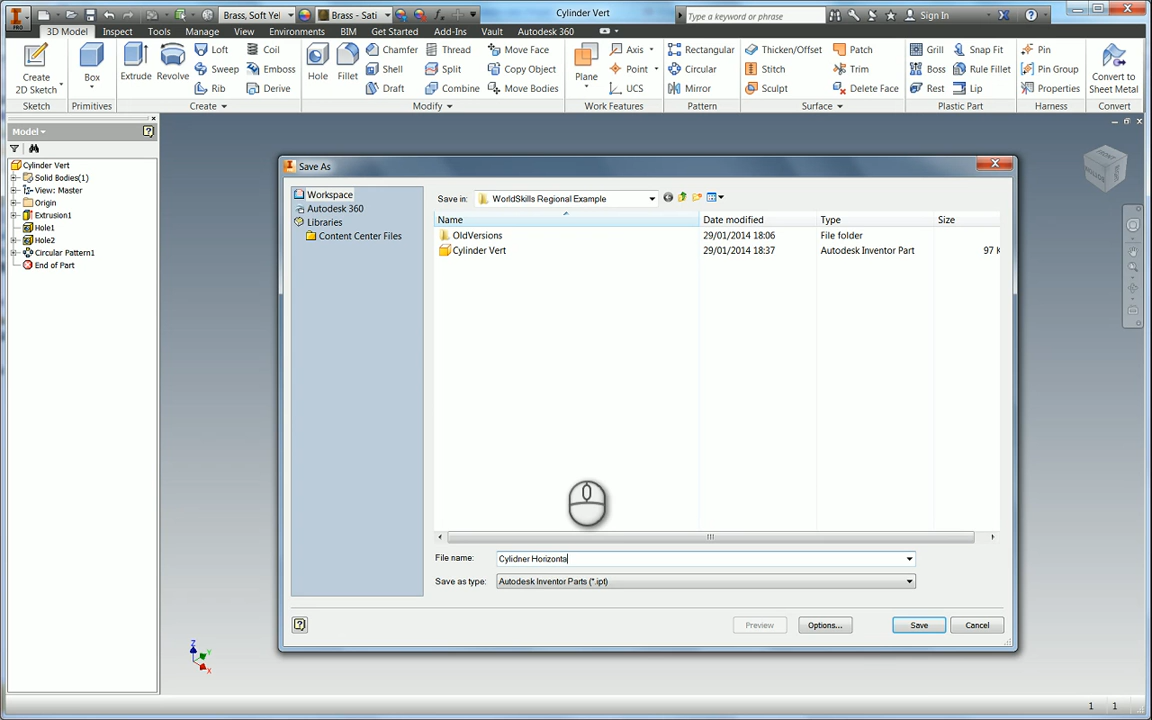 Brass, Soft Yel
Brass - Sati
Cylinder Vert
Type a keyword or phrase
Sign In
PRO
3D Model Inspect Tools Manage Environments BIM Get Started Add-Ins Vault Autodesk 360
Create
2D Sketch
Box
Extrude
Revolve
Loft
Sweep
Rib
Coil
Emboss
Derive
Hole
Fillet
Chamfer
Shell
Draft
Thread
Split
Combine
Move Face
Copy Object
Move Bodies
Plane
Axis
Point
UCS
Rectangular
Circular
Mirror
Thicken/Offset
Stitch
Sculpt
Patch
Trim
Delete Face
Grill
Boss
Rest
Snap Fit
Rule Fillet
Lip
Pin
Pin Group
Properties
Convert to
Sheet Metal
Sketch Primitives Create Modify Work Features Pattern Surface Plastic Part Harness Convert
Model
Cylinder Vert
Solid Bodies(1)
View: Master
Origin
Extrusion1
Hole1
Hole2
Circular Pattern1
End of Part
Save As
Workspace
Autodesk 360
Libraries
Content Center Files
Save in: WorldSkills Regional Example
Name Date modified Type Size
OldVersions 29/01/2014 18:06 File folder
Cylinder Vert 29/01/2014 18:37 Autodesk Inventor Part 97 K
File name: Cylidner Horizonta
Save as type: Autodesk Inventor Parts (*.ipt)
Preview Options... Save Cancel
FRONT
Z
Y
X
1 1